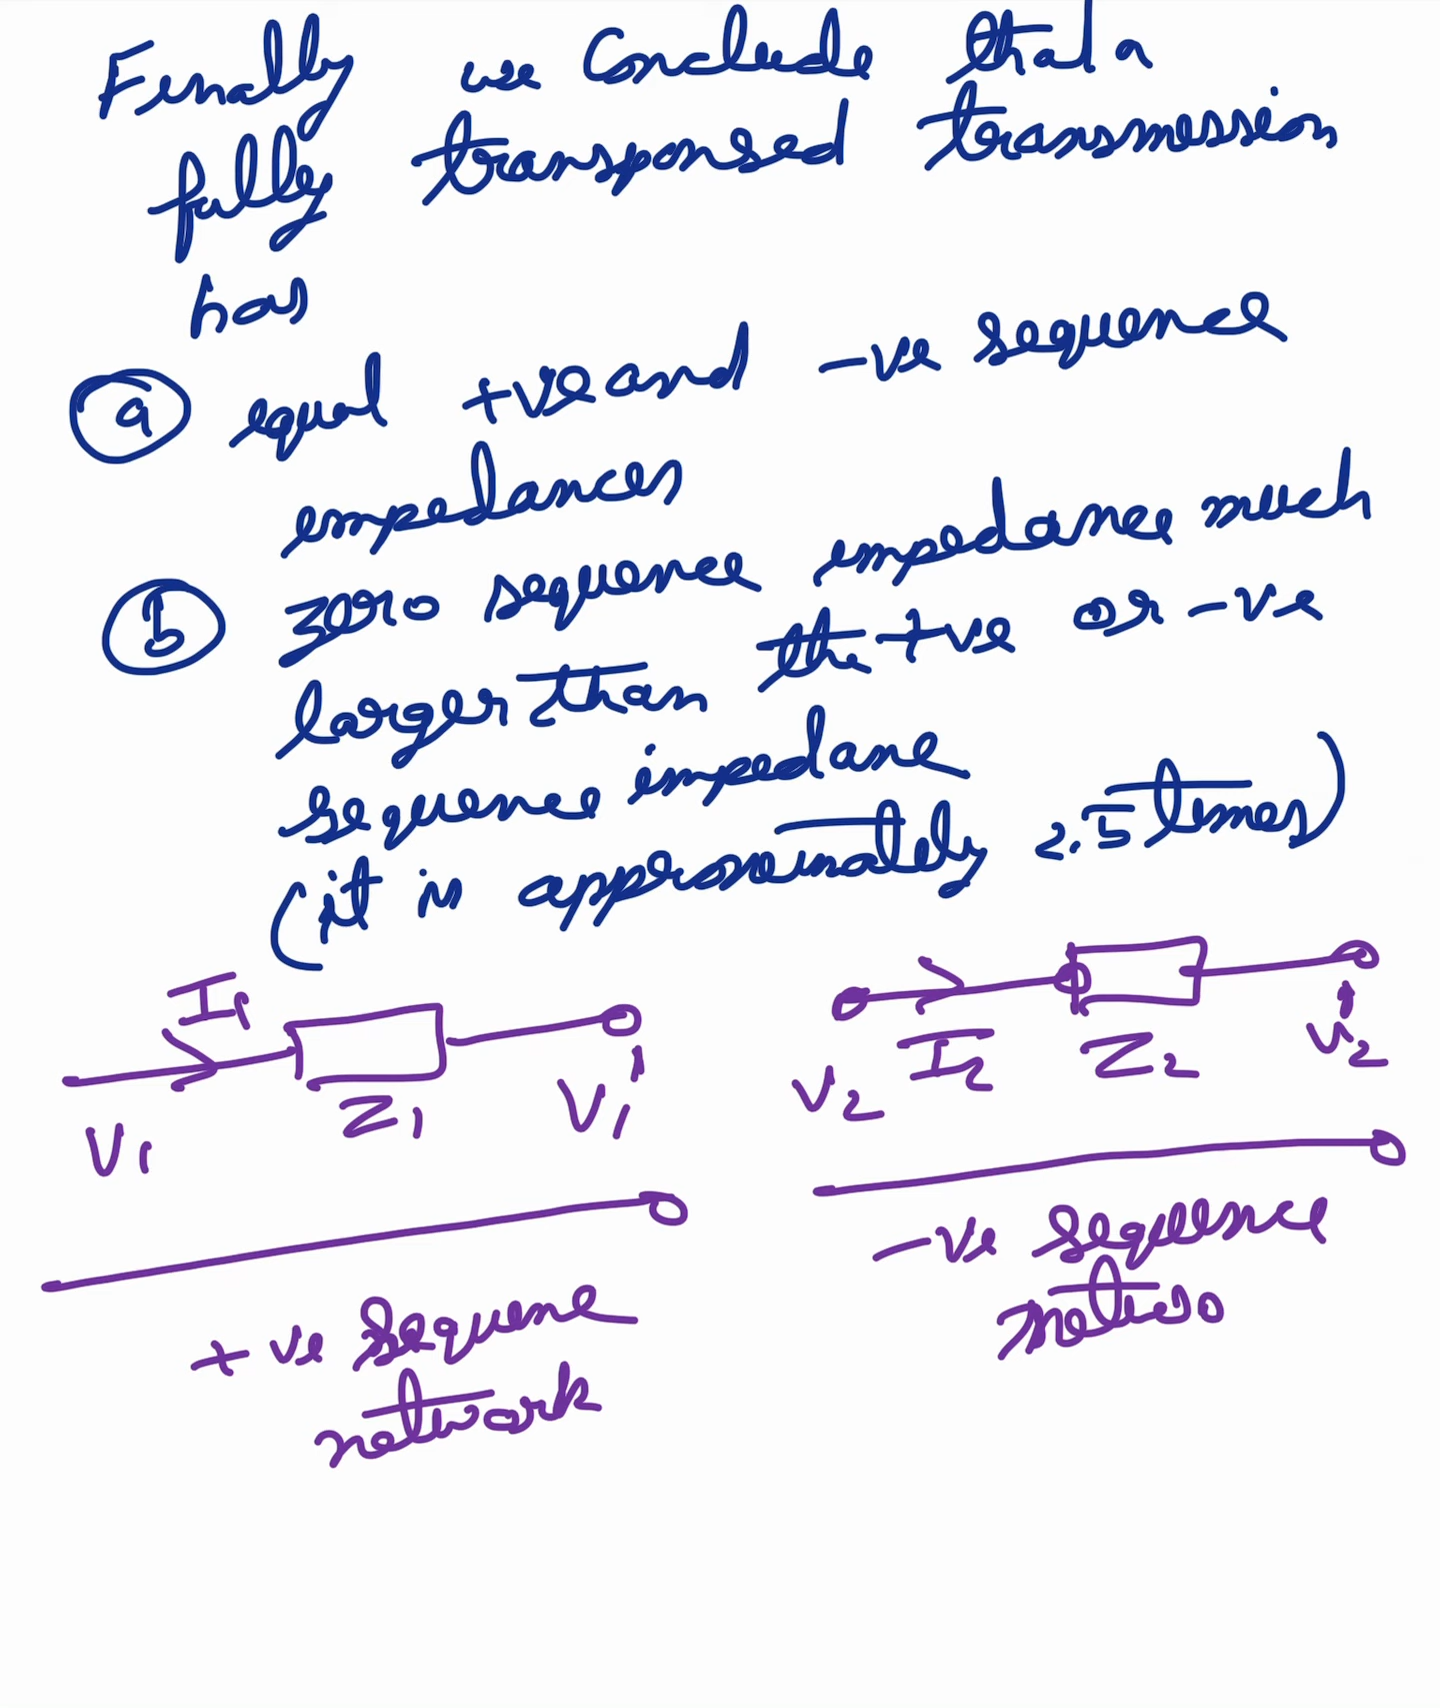 Finally we conclude that a
fully transponsed transmission
has
a equal +ve and -ve sequence
impedances
b zero sequence impedance much
larger than the +ve or -ve
sequence impedane
(it is approximately 2.5 times)
I1
Z1
V1
V1'
I2
Z2
V2
V2'
+ve sequene
network
-ve sequence